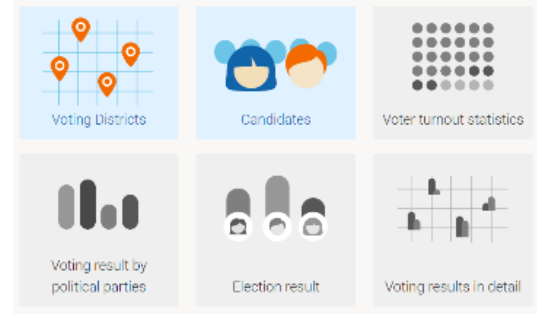 Voting Districts
Candidates
Voter turnout statistics
Voting result by
political parties
Election result
Voting results in detail